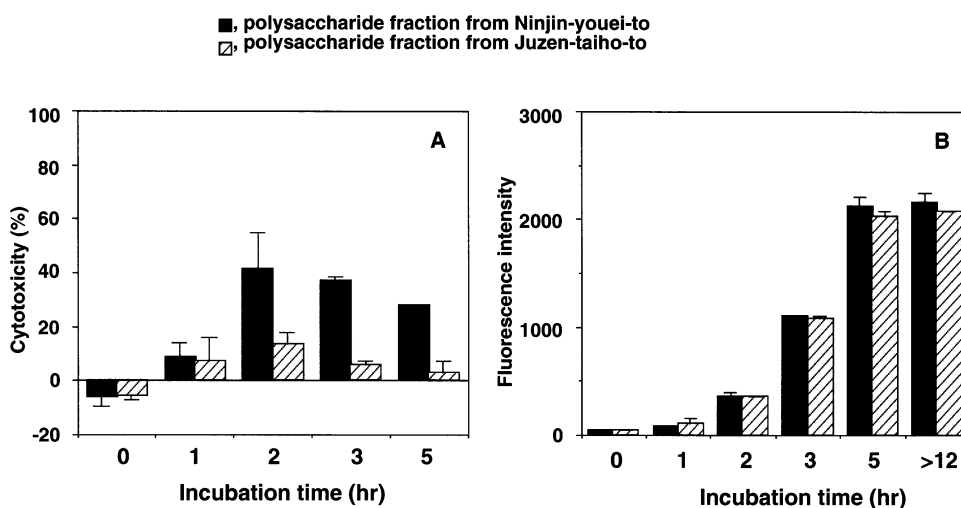 ■, polysaccharide fraction from Ninjin-youei-to
▨, polysaccharide fraction from Juzen-taiho-to
A
Cytotoxicity (%)
100
80
60
40
20
0
-20
0 1 2 3 5
Incubation time (hr)
B
Fluorescence intensity
3000
2000
1000
0
0 1 2 3 5 >12
Incubation time (hr)